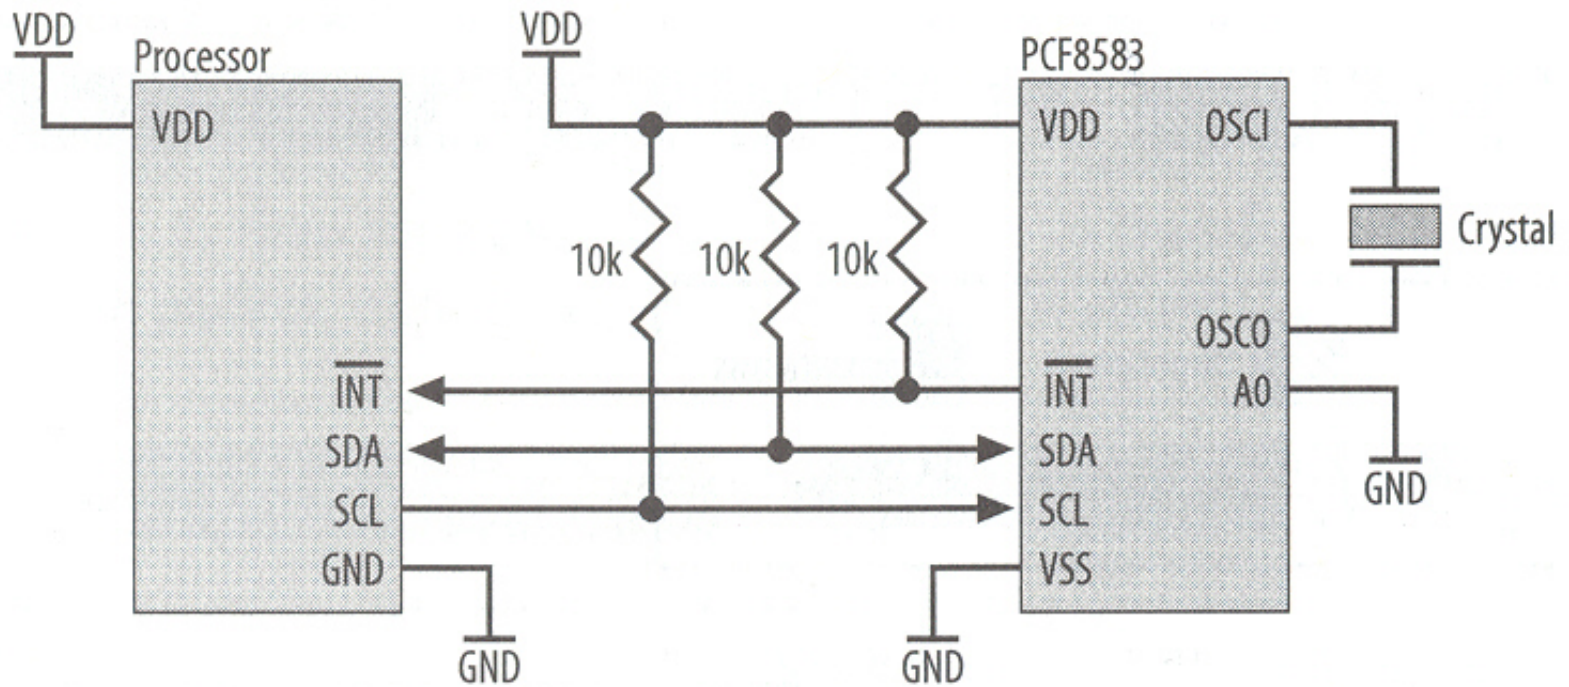 VDD
Processor
VDD
VDD
PCF8583
VDD
OSCI
Crystal
10k
10k
10k
OSCO
INT
INT
A0
SDA
SDA
SCL
SCL
GND
GND
VSS
GND
GND